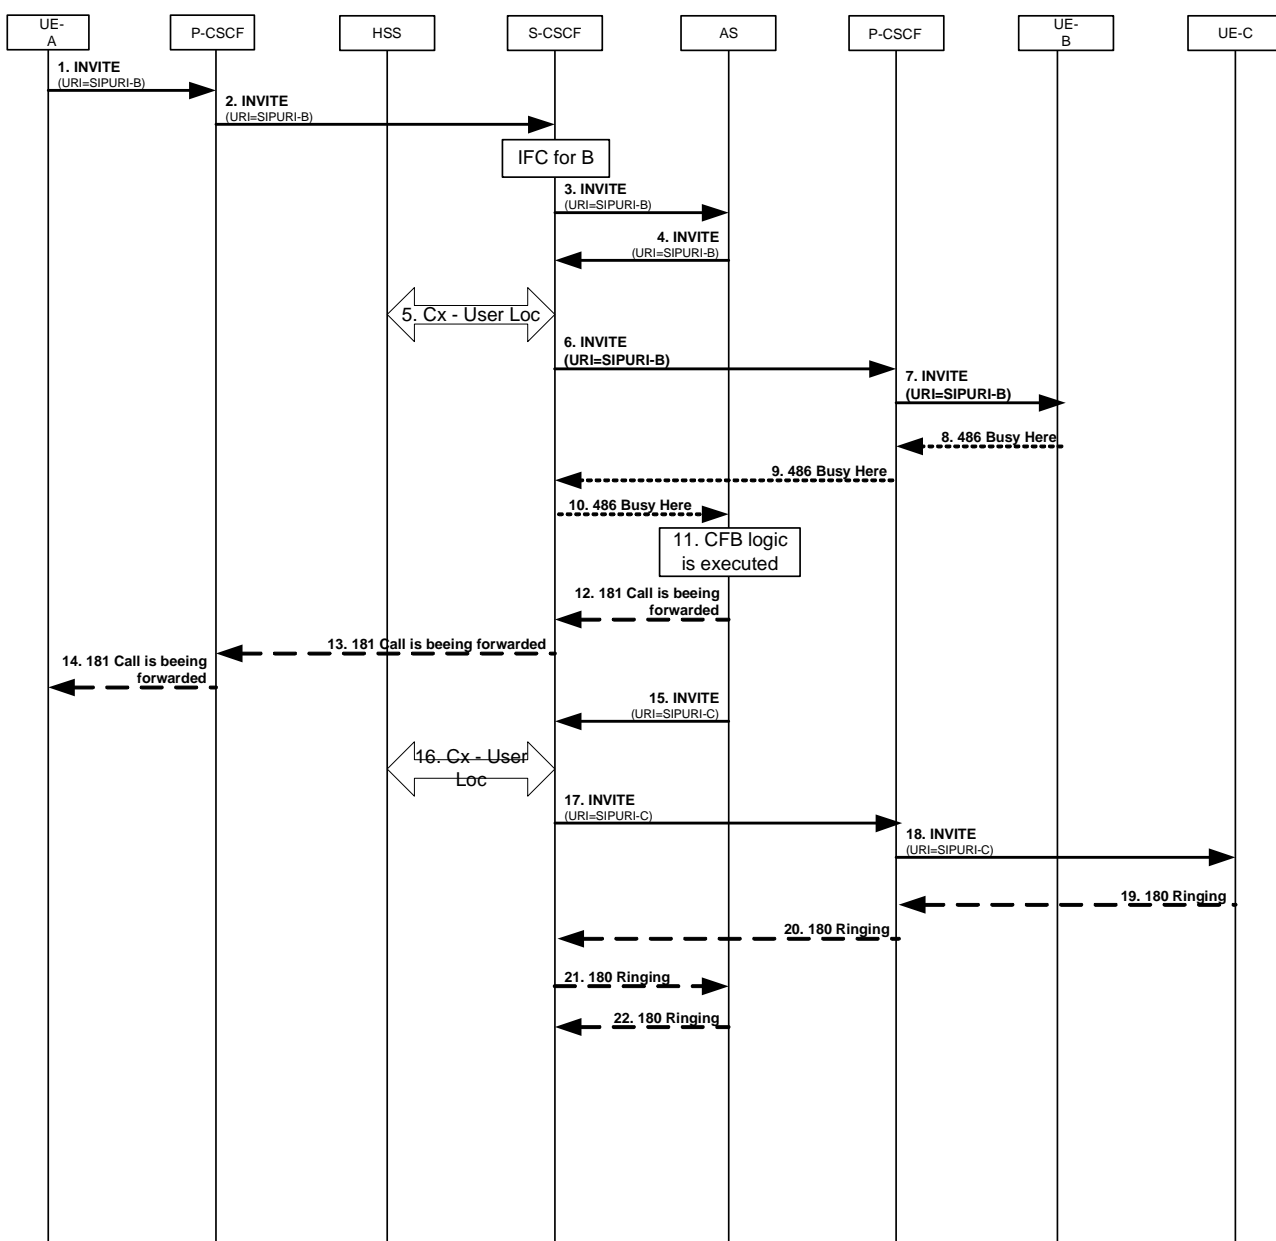 UE-
A
P-CSCF
HSS
S-CSCF
AS
P-CSCF
UE-
B
UE-C
1. INVITE
(URI=SIPURI-B)
2. INVITE
(URI=SIPURI-B)
IFC for B
3. INVITE
(URI=SIPURI-B)
4. INVITE
(URI=SIPURI-B)
5. Cx - User Loc
6. INVITE
(URI=SIPURI-B)
7. INVITE
(URI=SIPURI-B)
8. 486 Busy Here
9. 486 Busy Here
10. 486 Busy Here
11. CFB logic
is executed
12. 181 Call is beeing
forwarded
13. 181 Call is beeing forwarded
14. 181 Call is beeing
forwarded
15. INVITE
(URI=SIPURI-C)
16. Cx - User
Loc
17. INVITE
(URI=SIPURI-C)
18. INVITE
(URI=SIPURI-C)
19. 180 Ringing
20. 180 Ringing
21. 180 Ringing
22. 180 Ringing